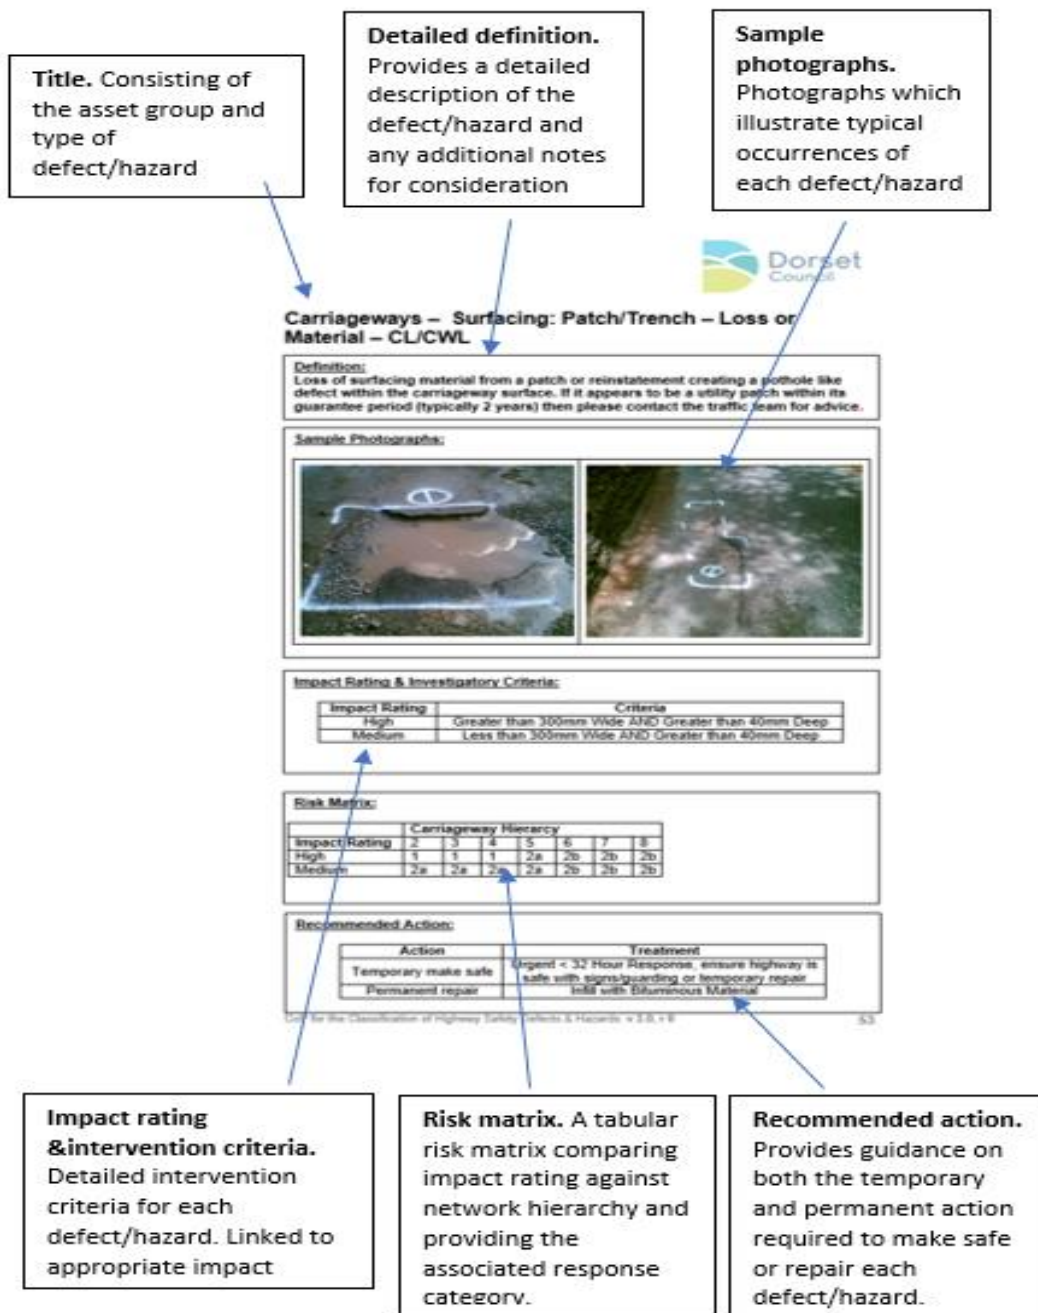 Title. Consisting of
the asset group and
type of
defect/hazard
Detailed definition.
Provides a detailed
description of the
defect/hazard and
any additional notes
for consideration
Sample
photographs.
Photographs which
illustrate typical
occurrences of
each defect/hazard
Dorset
Council
Carriageways – Surfacing: Patch/Trench – Loss or
Material – CL/CWL
Definition:
Loss of surfacing material from a patch or reinstatement creating a pothole like
defect within the carriageway surface. If it appears to be a utility patch within its
guarantee period (typically 2 years) then please contact the traffic team for advice.
Sample Photographs:
Impact Rating & Investigatory Criteria:
Impact Rating Criteria
High Greater than 300mm Wide AND Greater than 40mm Deep
Medium Less than 300mm Wide AND Greater than 40mm Deep
Risk Matrix:
Carriageway Hierarcy
Impact Rating 2 3 4 5 6 7 8
High 1 1 1 2a 2b 2b 2b
Medium 2a 2a 2a 2a 2b 2b 2b
Recommended Action:
Action Treatment
Temporary make safe Urgent < 32 Hour Response, ensure highway is
safe with signs/guarding or temporary repair
Permanent repair Infill with Bituminous Material
for the Classification of Highway Safety Defects & Hazards 53
Impact rating
&intervention criteria.
Detailed intervention
criteria for each
defect/hazard. Linked to
appropriate impact
Risk matrix. A tabular
risk matrix comparing
impact rating against
network hierarchy and
providing the
associated response
category.
Recommended action.
Provides guidance on
both the temporary
and permanent action
required to make safe
or repair each
defect/hazard.